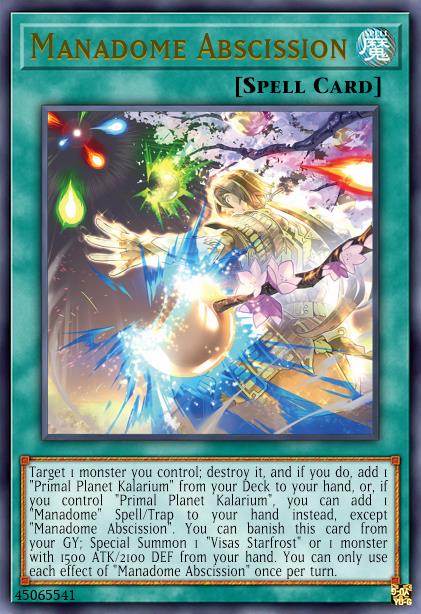 Manadome Abscission
SPELL
魔
[Spell Card]
Target 1 monster you control; destroy it, and if you do, add 1
"Primal Planet Kalarium" from your Deck to your hand, or, if
you control "Primal Planet Kalarium", you can add 1
"Manadome" Spell/Trap to your hand instead, except
"Manadome Abscission". You can banish this card from
your GY; Special Summon 1 "Visas Starfrost" or 1 monster
with 1500 ATK/2100 DEF from your hand. You can only use
each effect of "Manadome Abscission" once per turn.
45065541